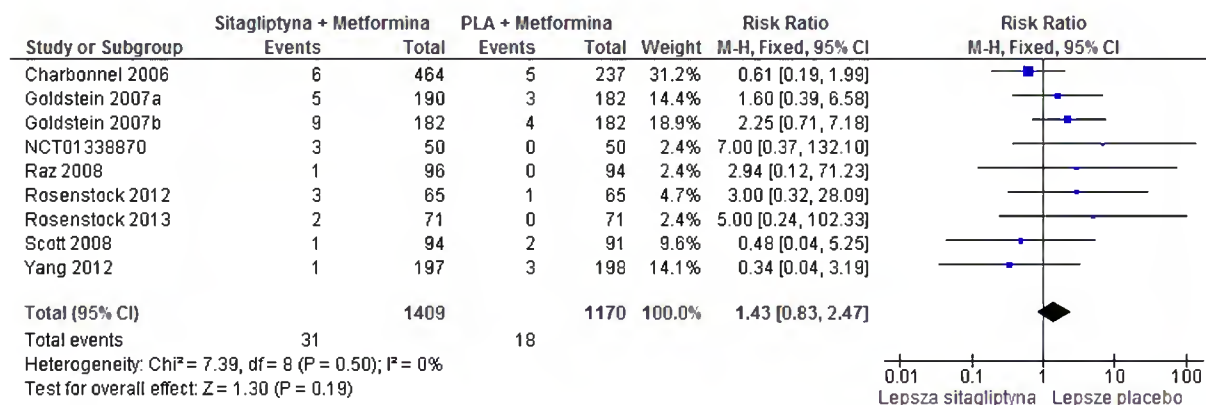 Sitagliptyna + Metformina PLA + Metformina Risk Ratio Risk Ratio
Study or Subgroup Events Total Events Total Weight M-H, Fixed, 95% CI M-H, Fixed, 95% CI
Charbonnel 2006 6 464 5 237 31.2% 0.61 [0.19, 1.99]
Goldstein 2007a 5 190 3 182 14.4% 1.60 [0.39, 6.58]
Goldstein 2007b 9 182 4 182 18.9% 2.25 [0.71, 7.18]
NCT01338870 3 50 0 50 2.4% 7.00 [0.37, 132.10]
Raz 2008 1 96 0 94 2.4% 2.94 [0.12, 71.23]
Rosenstock 2012 3 65 1 65 4.7% 3.00 [0.32, 28.09]
Rosenstock 2013 2 71 0 71 2.4% 5.00 [0.24, 102.33]
Scott 2008 1 94 2 91 9.6% 0.48 [0.04, 5.25]
Yang 2012 1 197 3 198 14.1% 0.34 [0.04, 3.19]
Total (95% CI) 1409 1170 100.0% 1.43 [0.83, 2.47]
Total events 31 18
Heterogeneity: Chi² = 7.39, df = 8 (P = 0.50); I² = 0%
Test for overall effect: Z = 1.30 (P = 0.19)
0.01 0.1 1 10 100
Lepsza sitagliptyna Lepsze placebo